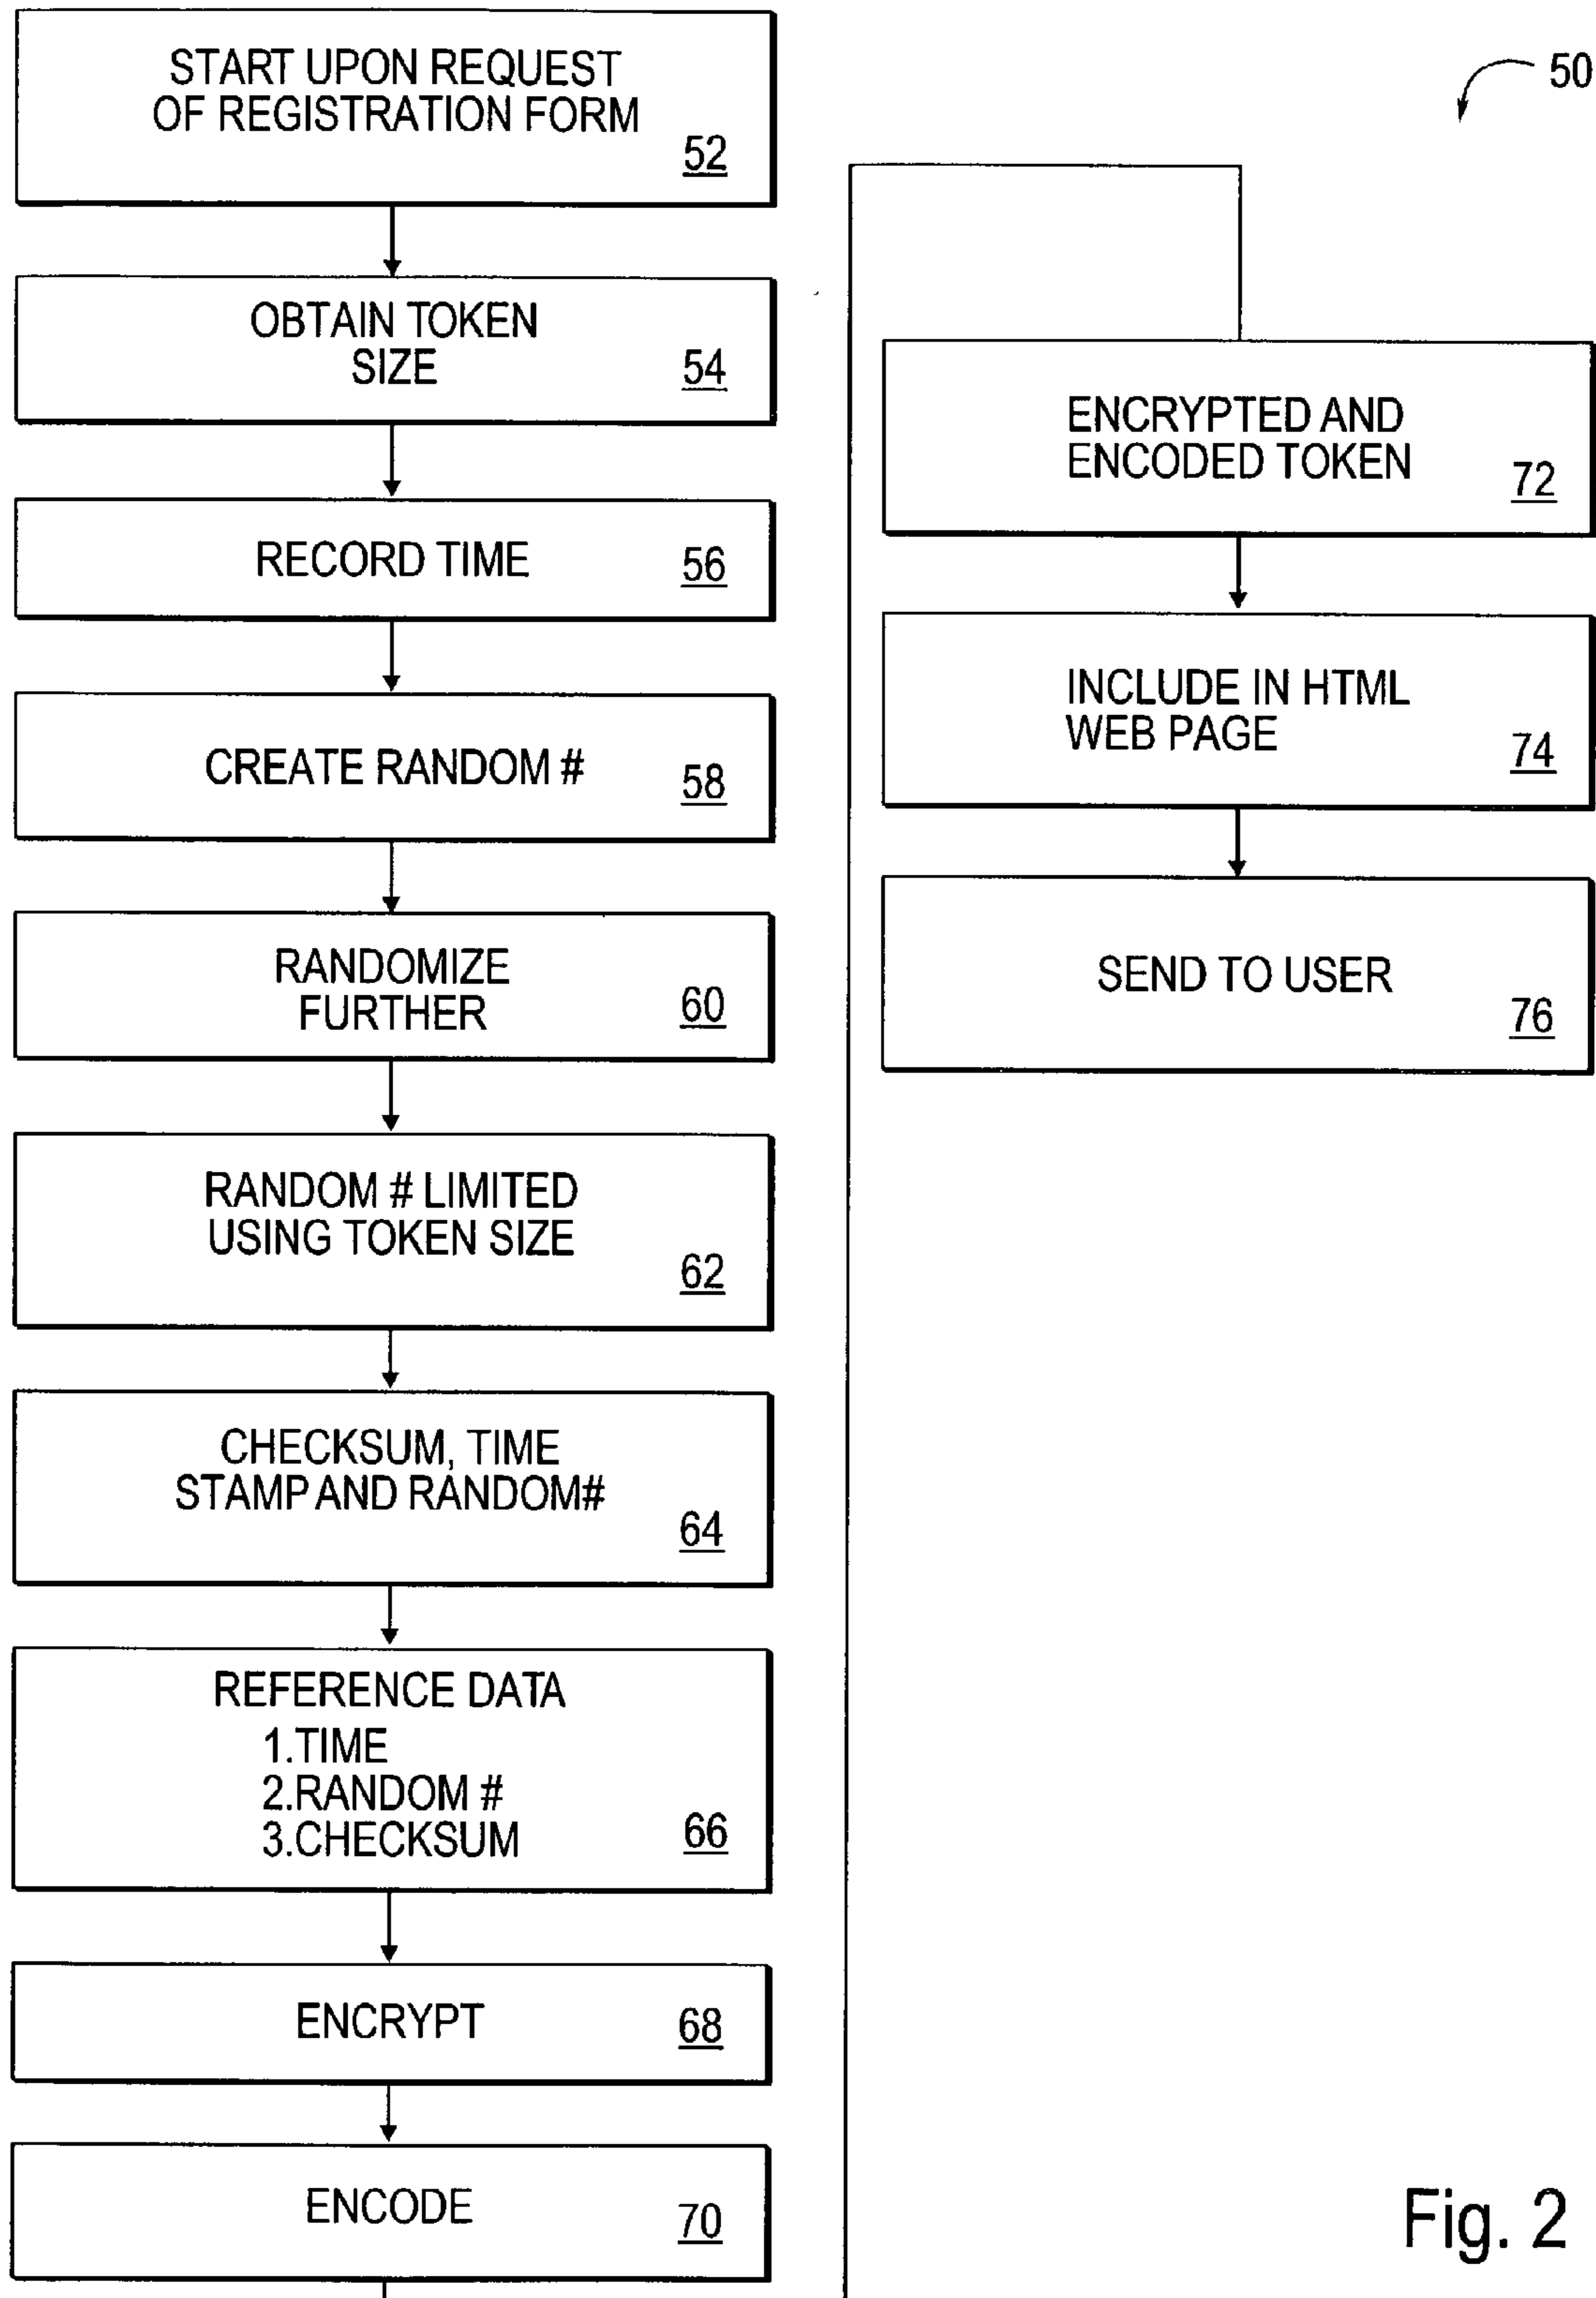 START UPON REQUEST
OF REGISTRATION FORM
52
OBTAIN TOKEN
SIZE
54
RECORD TIME
56
CREATE RANDOM #
58
RANDOMIZE
FURTHER
60
RANDOM # LIMITED
USING TOKEN SIZE
62
CHECKSUM, TIME
STAMP AND RANDOM#
64
REFERENCE DATA
1.TIME
2.RANDOM #
3.CHECKSUM
66
ENCRYPT
68
ENCODE
70
50
ENCRYPTED AND
ENCODED TOKEN
72
INCLUDE IN HTML
WEB PAGE
74
SEND TO USER
76
Fig. 2